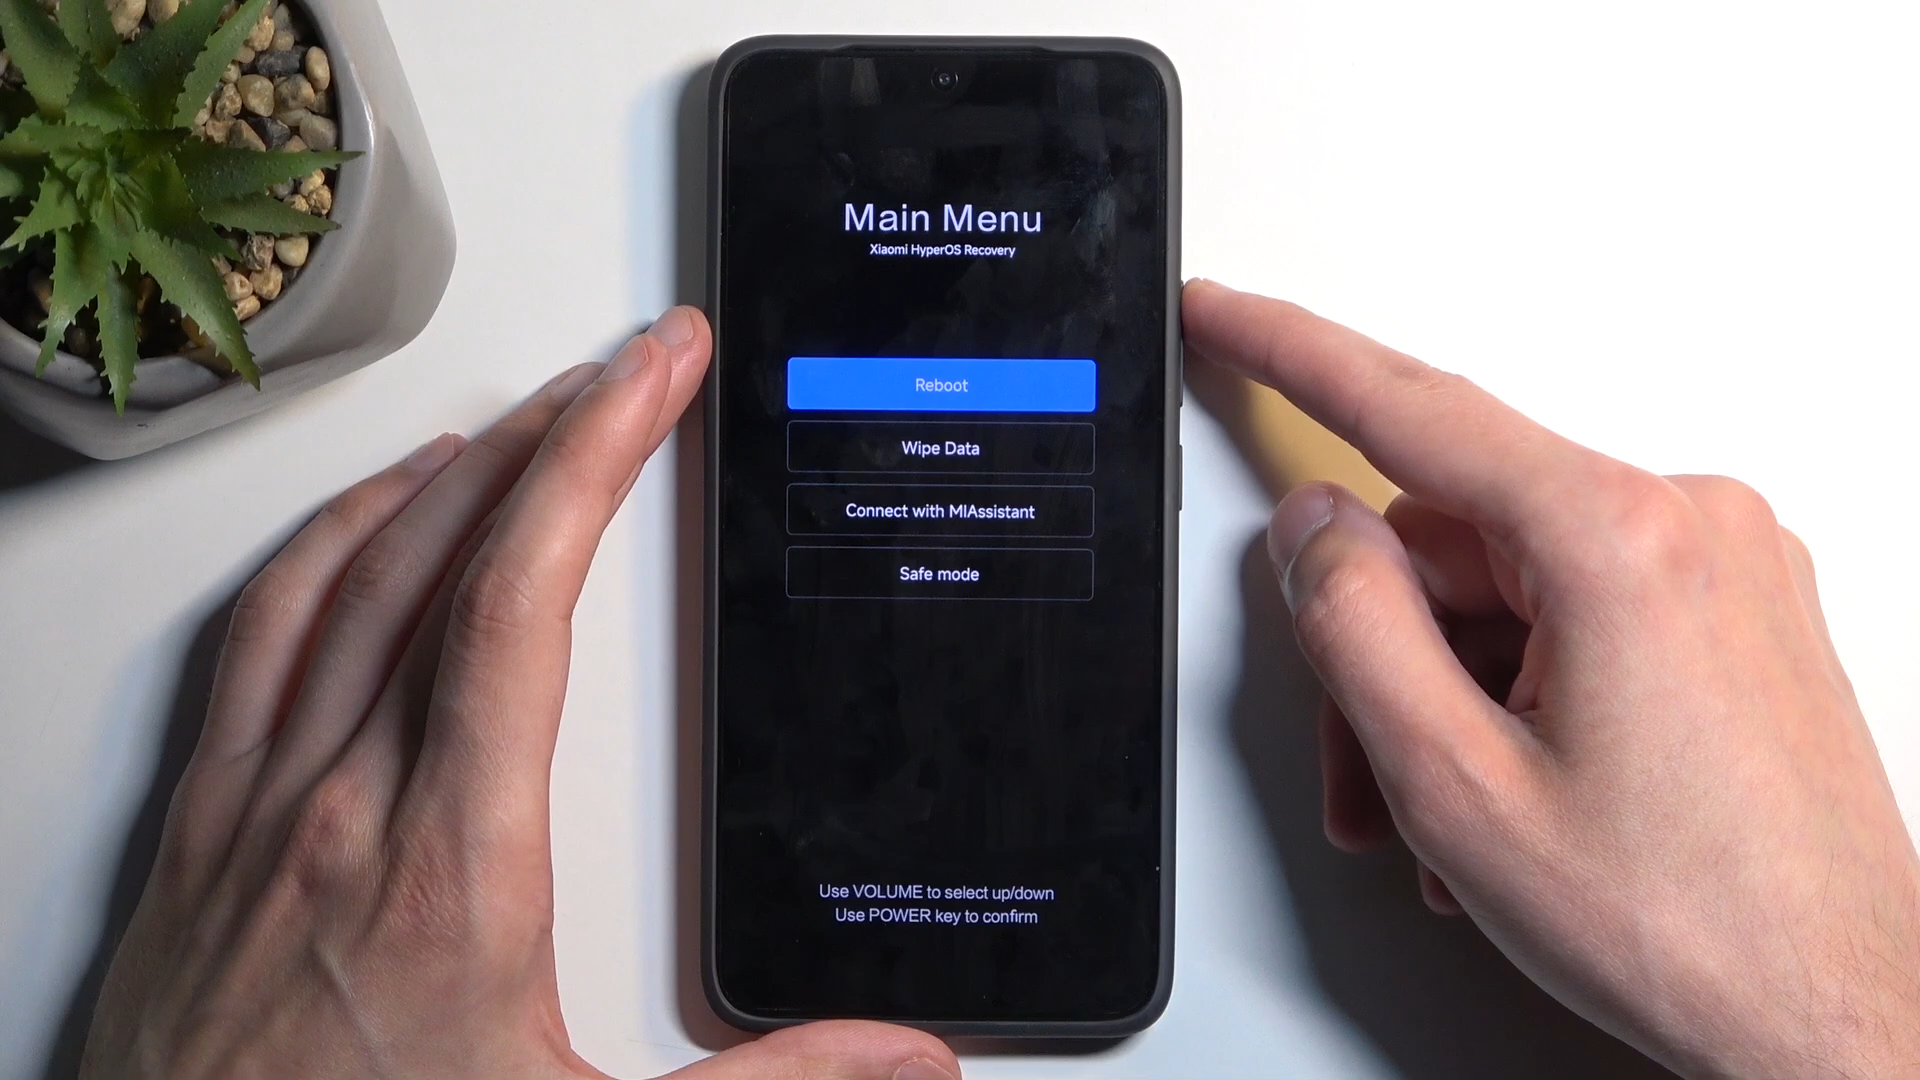 Main Menu
Xiaomi HyperOS Recovery
Reboot
Wipe Data
Connect with MIAssistant
Safe mode
Use VOLUME to select up/down
Use POWER key to confirm